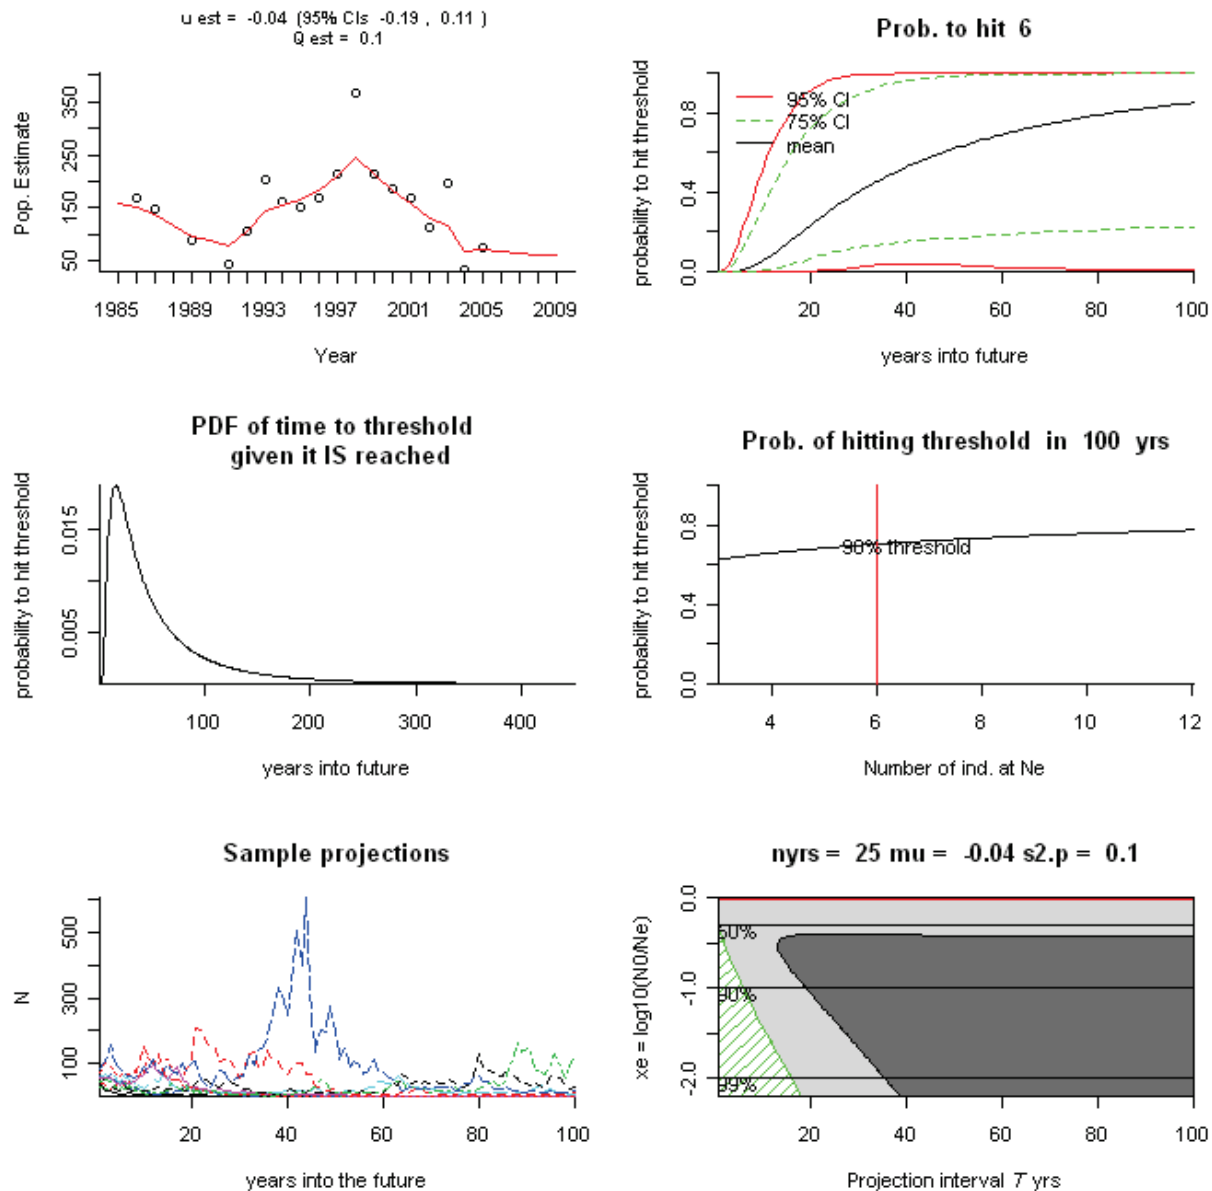 u est = -0.04 (95% CIs -0.19 , 0.11 )
Q est = 0.1
Pop. Estimate
350
250
150
50
1985 1989 1993 1997 2001 2005 2009
Year
Prob. to hit 6
probability to hit threshold
0.8
0.4
0.0
95% CI
75% CI
mean
20 40 60 80 100
years into future
PDF of time to threshold
given it IS reached
probability to hit threshold
0.015
0.005
100 200 300 400
years into future
Prob. of hitting threshold in 100 yrs
probability to hit threshold
0.8
0.4
0.0
90% threshold
4 6 8 10 12
Number of ind. at Ne
Sample projections
N
500
300
100
20 40 60 80 100
years into the future
nyrs = 25 mu = -0.04 s2.p = 0.1
xe = log10(N0/Ne)
0.0
-1.0
-2.0
50%
90%
99%
20 40 60 80 100
Projection interval T yrs